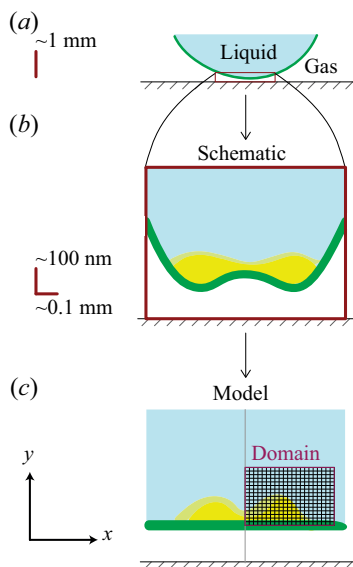 (a)
~1 mm
Liquid
Gas
(b)
Schematic
~100 nm
~0.1 mm
(c)
Model
Domain
y
x